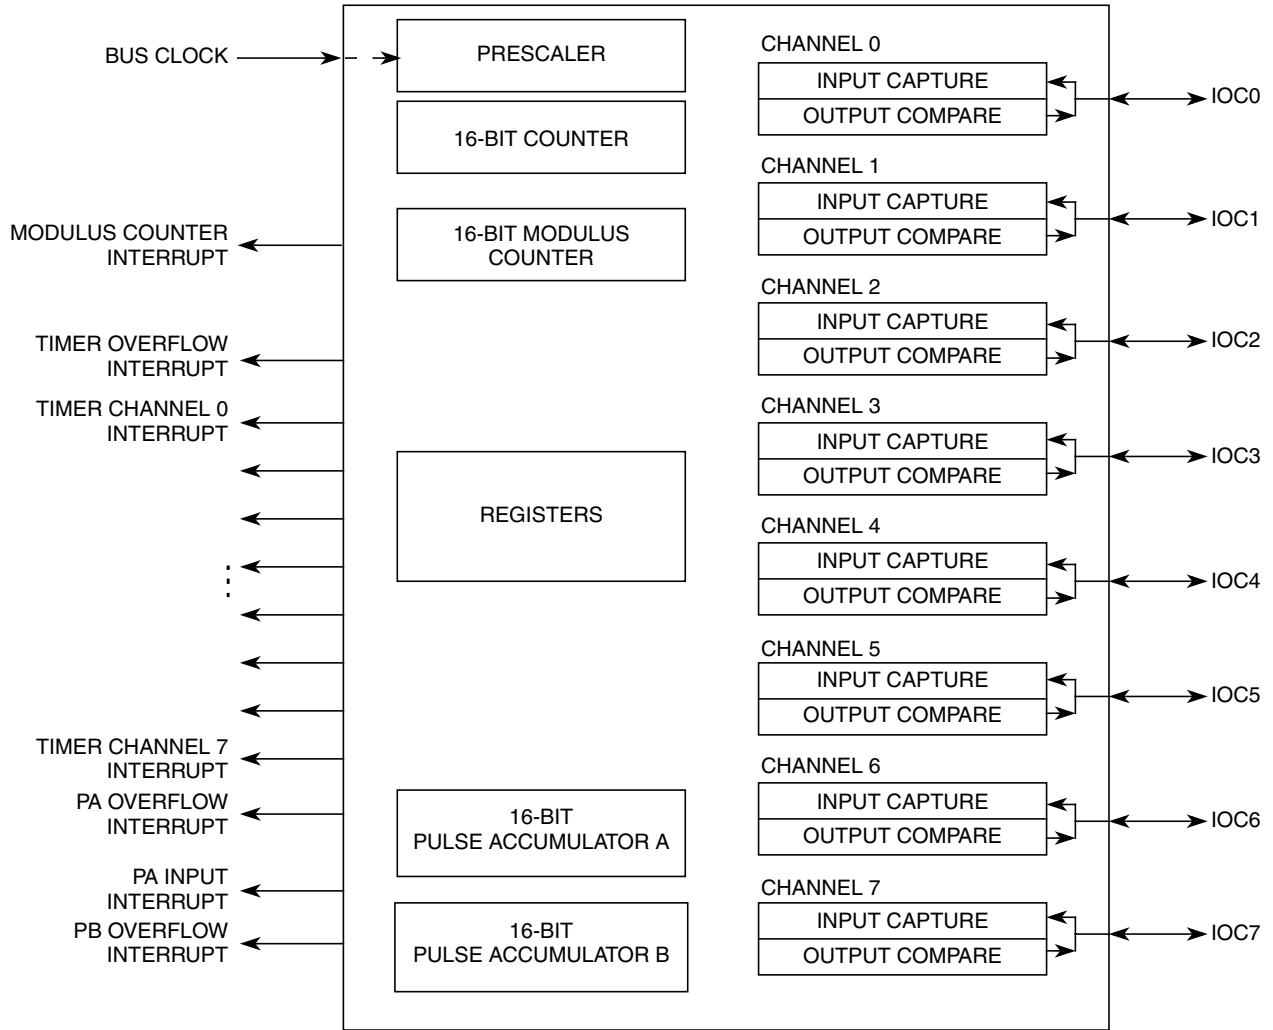 BUS CLOCK
MODULUS COUNTER
INTERRUPT
TIMER OVERFLOW
INTERRUPT
TIMER CHANNEL 0
INTERRUPT
TIMER CHANNEL 7
INTERRUPT
PA OVERFLOW
INTERRUPT
PA INPUT
INTERRUPT
PB OVERFLOW
INTERRUPT
PRESCALER
16-BIT COUNTER
16-BIT MODULUS
COUNTER
REGISTERS
16-BIT
PULSE ACCUMULATOR A
16-BIT
PULSE ACCUMULATOR B
CHANNEL 0
INPUT CAPTURE
OUTPUT COMPARE
IOC0
CHANNEL 1
INPUT CAPTURE
OUTPUT COMPARE
IOC1
CHANNEL 2
INPUT CAPTURE
OUTPUT COMPARE
IOC2
CHANNEL 3
INPUT CAPTURE
OUTPUT COMPARE
IOC3
CHANNEL 4
INPUT CAPTURE
OUTPUT COMPARE
IOC4
CHANNEL 5
INPUT CAPTURE
OUTPUT COMPARE
IOC5
CHANNEL 6
INPUT CAPTURE
OUTPUT COMPARE
IOC6
CHANNEL 7
INPUT CAPTURE
OUTPUT COMPARE
IOC7